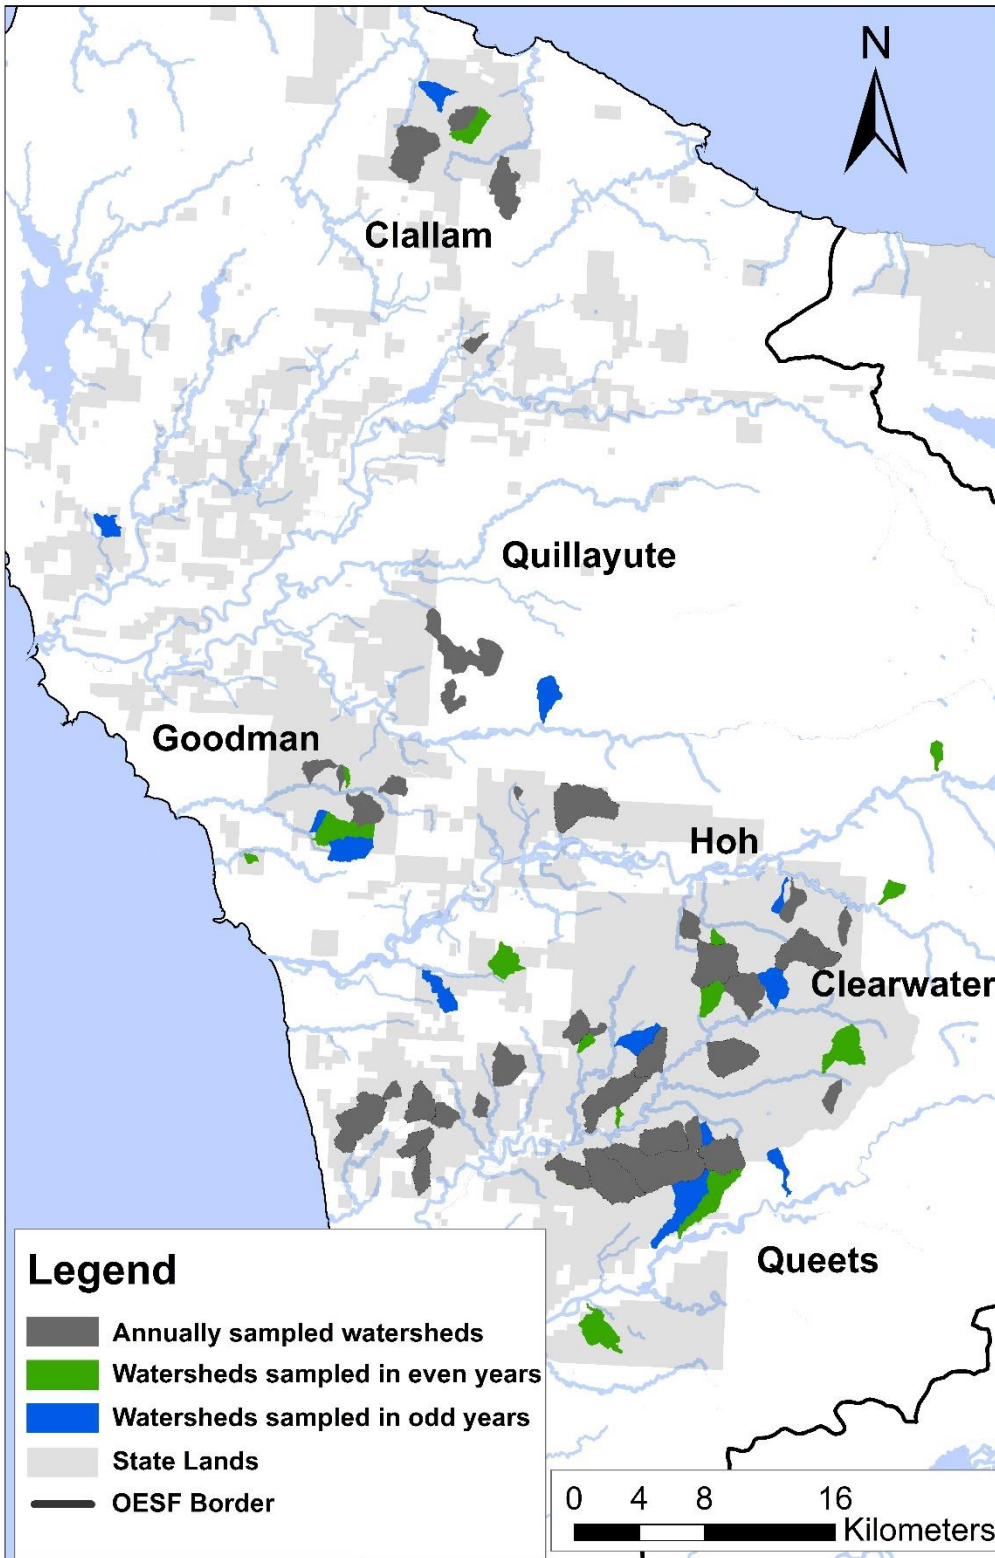 N
Clallam
Quillayute
Goodman
Hoh
Clearwater
Queets
Legend
Annually sampled watersheds
Watersheds sampled in even years
Watersheds sampled in odd years
State Lands
OESF Border
0 4 8 16
Kilometers